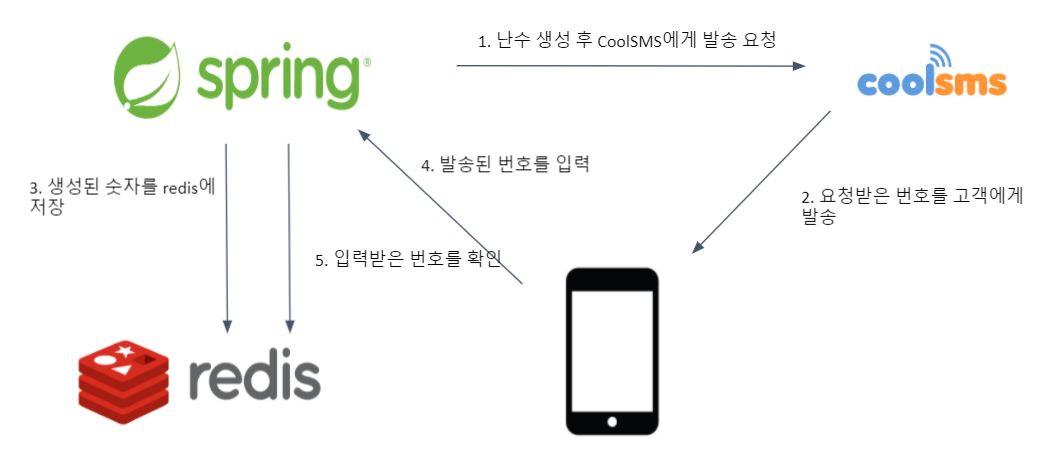 1. 난수 생성 후 CoolSMS에게 발송 요청
spring®
coolsms
4. 발송된 번호를 입력
3. 생성된 숫자를 redis에
저장
2. 요청받은 번호를 고객에게
발송
5. 입력받은 번호를 확인
redis